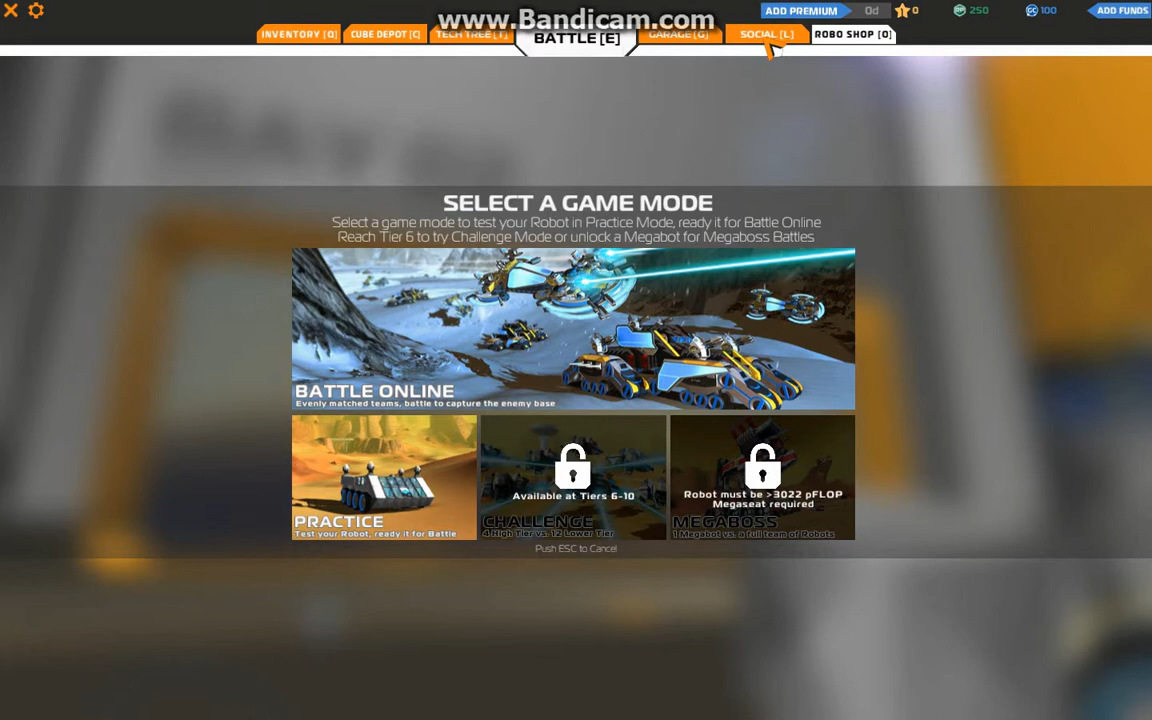 www.Bandicam.com
ADD PREMIUM 0d 0 250 100 ADD FUNDS
INVENTORY [Q] CUBE DEPOT [C] TECH TREE [T] BATTLE [E] GARAGE [G] SOCIAL [L] ROBO SHOP [O]
SELECT A GAME MODE
Select a game mode to test your Robot in Practice Mode, ready it for Battle Online
Reach Tier 6 to try Challenge Mode or unlock a Megabot for Megaboss Battles
BATTLE ONLINE
Evenly matched teams, battle to capture the enemy base
PRACTICE
Test your Robot, ready it for Battle
Available at Tiers 6-10
CHALLENGE
4 High Tier vs. 12 Lower Tier
Robot must be >3022 pFLOP
Megaseat required
MEGABOSS
1 Megabot vs. a full team of Robots
Push ESC to Cancel